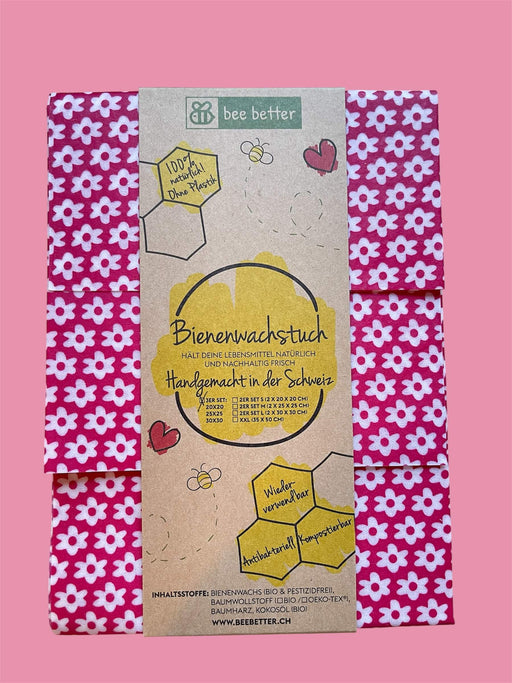 bee better
100%
natürlich!
Ohne Plastik
Bienenwachstuch
HÄLT DEINE LEBENSMITTEL NATÜRLICH
UND NACHHALTIG FRISCH
Handgemacht in der Schweiz
3ER SET: ☐ 2ER SET S (2 X 20 X 20 CM)
20X20 ☐ 2ER SET M (2 X 25 X 25 CM)
25X25 ☐ 2ER SET L (2 X 30 X 30 CM)
30X30 ☐ XXL (35 X 50 CM)
Wieder
verwendbar
Antibakteriell
Kompostierbar
INHALTSSTOFFE: BIENENWACHS (BIO & PESTIZIDFREI),
BAUMWOLLSTOFF (☐BIO /☐OEKO-TEX®),
BAUMHARZ, KOKOSÖL (BIO)
WWW.BEEBETTER.CH